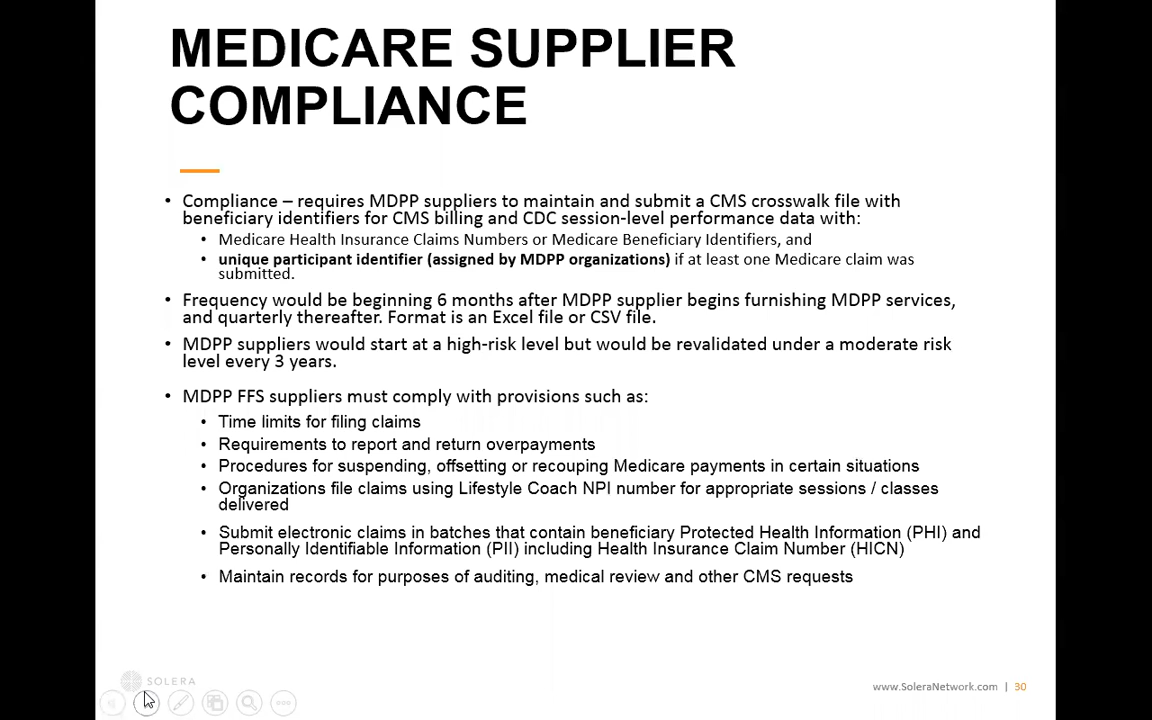 MEDICARE SUPPLIER
COMPLIANCE
• Compliance – requires MDPP suppliers to maintain and submit a CMS crosswalk file with
beneficiary identifiers for CMS billing and CDC session-level performance data with:
• Medicare Health Insurance Claims Numbers or Medicare Beneficiary Identifiers, and
• unique participant identifier (assigned by MDPP organizations) if at least one Medicare claim was
submitted.
• Frequency would be beginning 6 months after MDPP supplier begins furnishing MDPP services,
and quarterly thereafter. Format is an Excel file or CSV file.
• MDPP suppliers would start at a high-risk level but would be revalidated under a moderate risk
level every 3 years.
• MDPP FFS suppliers must comply with provisions such as:
• Time limits for filing claims
• Requirements to report and return overpayments
• Procedures for suspending, offsetting or recouping Medicare payments in certain situations
• Organizations file claims using Lifestyle Coach NPI number for appropriate sessions / classes
delivered
• Submit electronic claims in batches that contain beneficiary Protected Health Information (PHI) and
Personally Identifiable Information (PII) including Health Insurance Claim Number (HICN)
• Maintain records for purposes of auditing, medical review and other CMS requests
SOLERA
www.SoleraNetwork.com | 30